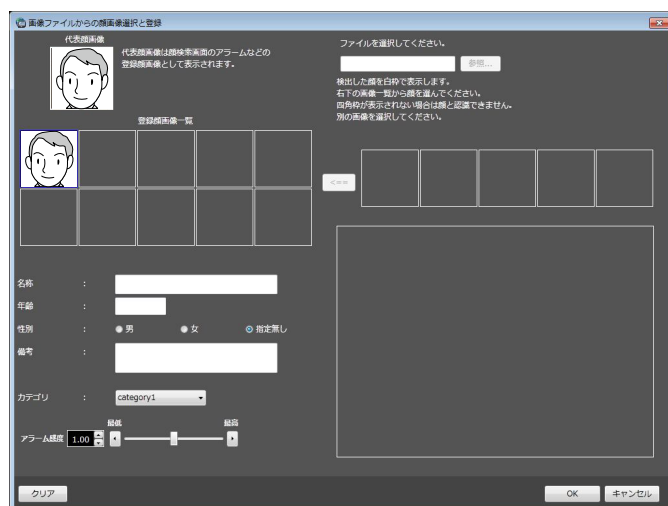 画像ファイルからの顔画像選択と登録
代表顔画像
代表顔画像は顔検索画面のアラームなどの
登録顔画像として表示されます。
登録顔画像一覧
ファイルを選択してください。
参照...
検出した顔を白枠で表示します。
右下の画像一覧から顔を選んでください。
四角枠が表示されない場合は顔と認識できません。
別の画像を選択してください。
<==
名称 :
年齢 :
性別 : 男 女 指定無し
備考 :
カテゴリ : category1
最低 最高
アラーム感度 1.00
クリア
OK キャンセル